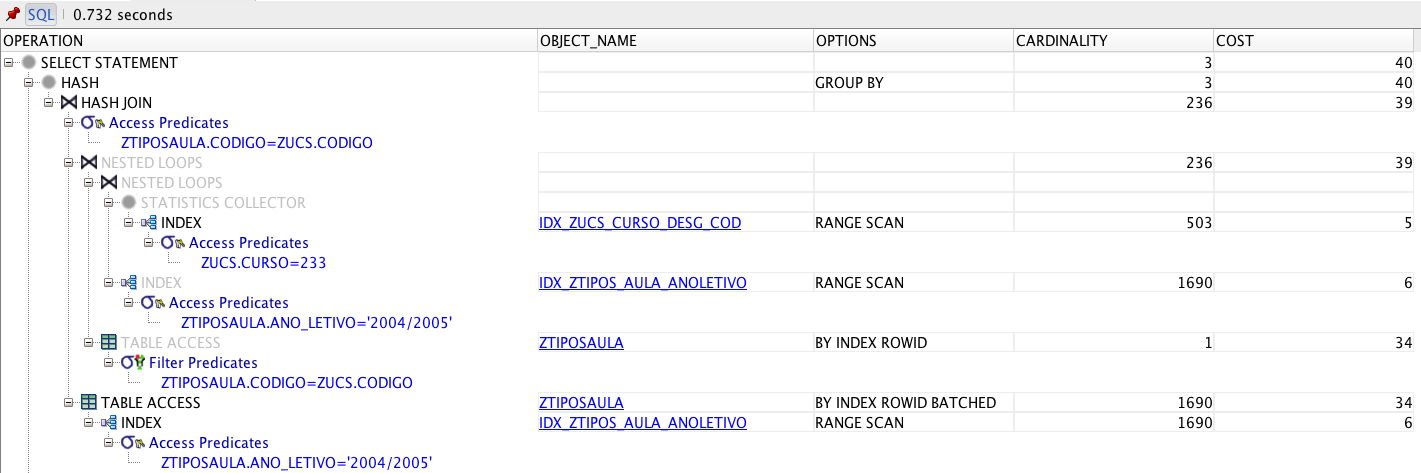 SQL | 0.732 seconds
OPERATION OBJECT_NAME OPTIONS CARDINALITY COST
SELECT STATEMENT 3 40
HASH GROUP BY 3 40
HASH JOIN 236 39
Access Predicates
ZTIPOSAULA.CODIGO=ZUCS.CODIGO
NESTED LOOPS 236 39
NESTED LOOPS
STATISTICS COLLECTOR
INDEX IDX_ZUCS_CURSO_DESG_COD RANGE SCAN 503 5
Access Predicates
ZUCS.CURSO=233
INDEX IDX_ZTIPOS_AULA_ANOLETIVO RANGE SCAN 1690 6
Access Predicates
ZTIPOSAULA.ANO_LETIVO='2004/2005'
TABLE ACCESS ZTIPOSAULA BY INDEX ROWID 1 34
Filter Predicates
ZTIPOSAULA.CODIGO=ZUCS.CODIGO
TABLE ACCESS ZTIPOSAULA BY INDEX ROWID BATCHED 1690 34
INDEX IDX_ZTIPOS_AULA_ANOLETIVO RANGE SCAN 1690 6
Access Predicates
ZTIPOSAULA.ANO_LETIVO='2004/2005'